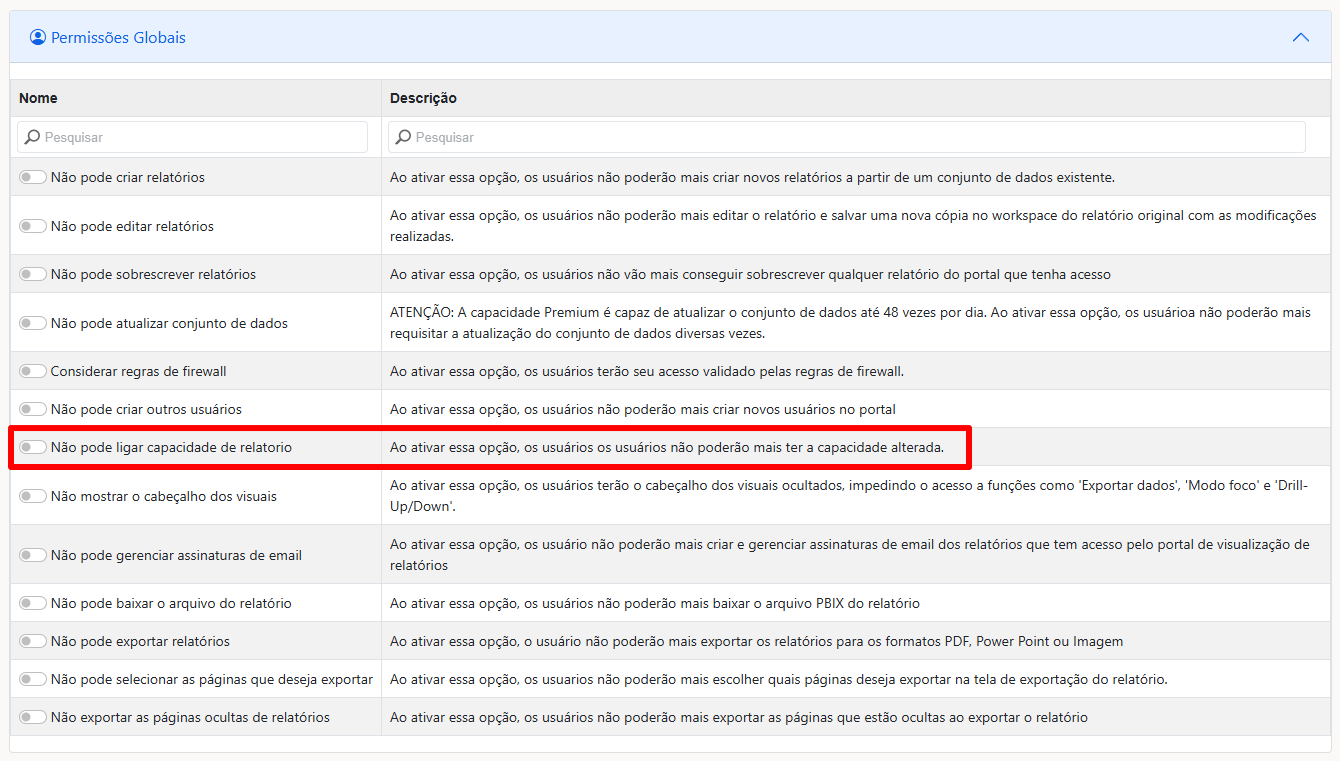 Permissões Globais
Nome
Descrição
Pesquisar
Pesquisar
Não pode criar relatórios
Ao ativar essa opção, os usuários não poderão mais criar novos relatórios a partir de um conjunto de dados existente.
Não pode editar relatórios
Ao ativar essa opção, os usuários não poderão mais editar o relatório e salvar uma nova cópia no workspace do relatório original com as modificações
realizadas.
Não pode sobrescrever relatórios
Ao ativar essa opção, os usuários não vão mais conseguir sobrescrever qualquer relatório do portal que tenha acesso
Não pode atualizar conjunto de dados
ATENÇÃO: A capacidade Premium é capaz de atualizar o conjunto de dados até 48 vezes por dia. Ao ativar essa opção, os usuárioa não poderão mais
requisitar a atualização do conjunto de dados diversas vezes.
Considerar regras de firewall
Ao ativar essa opção, os usuários terão seu acesso validado pelas regras de firewall.
Não pode criar outros usuários
Ao ativar essa opção, os usuários não poderão mais criar novos usuários no portal
Não pode ligar capacidade de relatorio
Ao ativar essa opção, os usuários os usuários não poderão mais ter a capacidade alterada.
Não mostrar o cabeçalho dos visuais
Ao ativar essa opção, os usuários terão o cabeçalho dos visuais ocultados, impedindo o acesso a funções como 'Exportar dados', 'Modo foco' e 'Drill-
Up/Down'.
Não pode gerenciar assinaturas de email
Ao ativar essa opção, os usuário não poderão mais criar e gerenciar assinaturas de email dos relatórios que tem acesso pelo portal de visualização de
relatórios
Não pode baixar o arquivo do relatório
Ao ativar essa opção, os usuários não poderão mais baixar o arquivo PBIX do relatório
Não pode exportar relatórios
Ao ativar essa opção, o usuário não poderão mais exportar os relatórios para os formatos PDF, Power Point ou Imagem
Não pode selecionar as páginas que deseja exportar
Ao ativar essa opção, os usuários não poderão mais escolher quais páginas deseja exportar na tela de exportação do relatório.
Não exportar as páginas ocultas de relatórios
Ao ativar essa opção, os usuários não poderão mais exportar as páginas que estão ocultas ao exportar o relatório